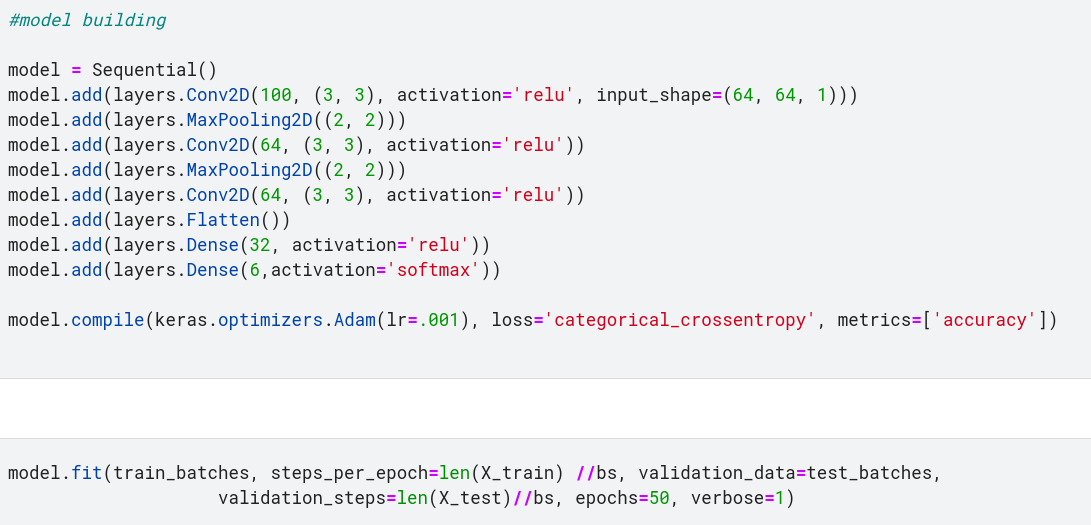 #model building
model = Sequential()
model.add(layers.Conv2D(100, (3, 3), activation='relu', input_shape=(64, 64, 1)))
model.add(layers.MaxPooling2D((2, 2)))
model.add(layers.Conv2D(64, (3, 3), activation='relu'))
model.add(layers.MaxPooling2D((2, 2)))
model.add(layers.Conv2D(64, (3, 3), activation='relu'))
model.add(layers.Flatten())
model.add(layers.Dense(32, activation='relu'))
model.add(layers.Dense(6,activation='softmax'))
model.compile(keras.optimizers.Adam(lr=.001), loss='categorical_crossentropy', metrics=['accuracy'])
model.fit(train_batches, steps_per_epoch=len(X_train) //bs, validation_data=test_batches,
validation_steps=len(X_test)//bs, epochs=50, verbose=1)